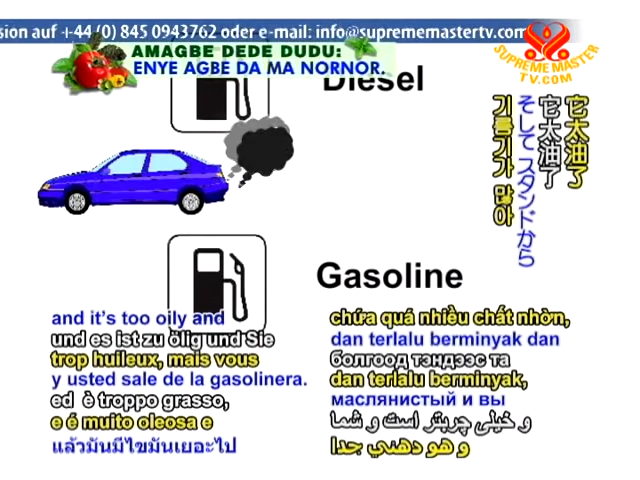 sion auf ++44 (0) 845 0943762 oder e-mail: info@suprememastertv.com
SUPREME MASTER
TV.COM
AMAGBE DEDE DUDU:
ENYE AGBE DA MA NORNOR.
Diesel
它太油了
它太油了
そして スタンドから
기름기가 많아
Gasoline
and it's too oily and
und es ist zu ölig und Sie
trop huileux, mais vous
y usted sale de la gasolinera.
ed è troppo grasso,
e é muito oleosa e
แล้วมันมีไขมันเยอะไป
chứa quá nhiều chất nhờn,
dan terlalu berminyak dan
болгоод тэндээс та
dan terlalu berminyak,
маслянистый и вы
و خیلی چربتر است و شما
و هو دهني جدا